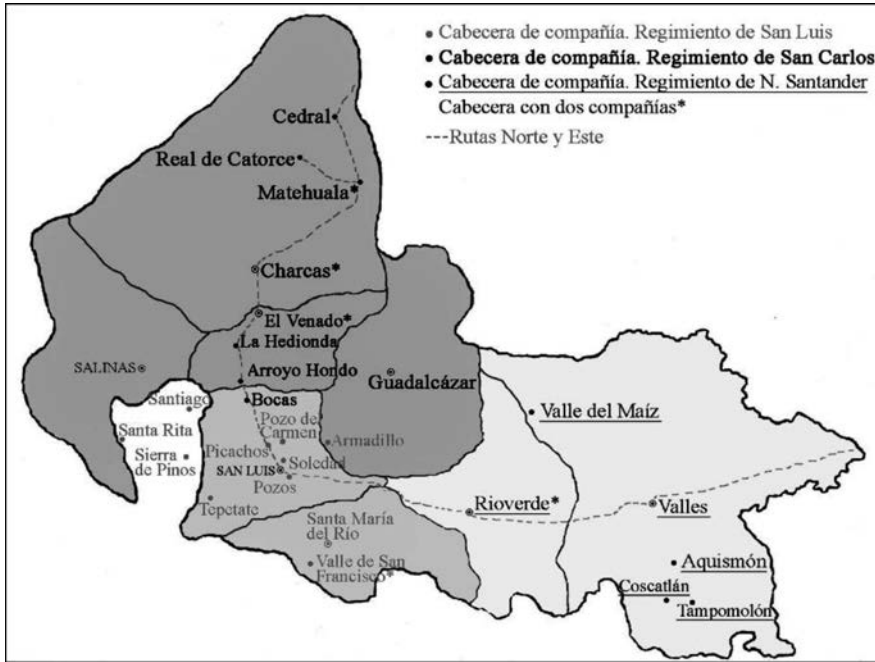 Cabecera de compañía. Regimiento de San Luis
Cabecera de compañía. Regimiento de San Carlos
Cabecera de compañía. Regimiento de N. Santander
Cabecera con dos compañías*
---Rutas Norte y Este
Cedral
Real de Catorce
Matehuala*
Charcas*
El Venado*
La Hedionda
SALINAS
Arroyo Hondo
Guadalcázar
Bocas
Santiago
Valle del Maíz
Pozo del
Carmen
Santa Rita
Armadillo
Picachos
Sierra
de Pinos
Soledad
SAN LUIS
Pozos
Tepetate
Rioverde*
Valles
Santa María
del Río
Valle de San
Francisco*
Aquismón
Coscatlán
Tampomolón